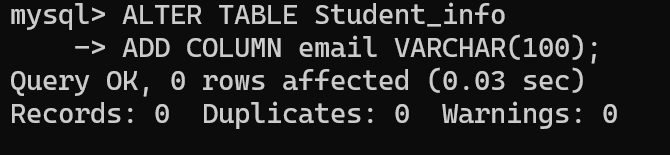 mysql> ALTER TABLE Student_info
    -> ADD COLUMN email VARCHAR(100);
Query OK, 0 rows affected (0.03 sec)
Records: 0  Duplicates: 0  Warnings: 0